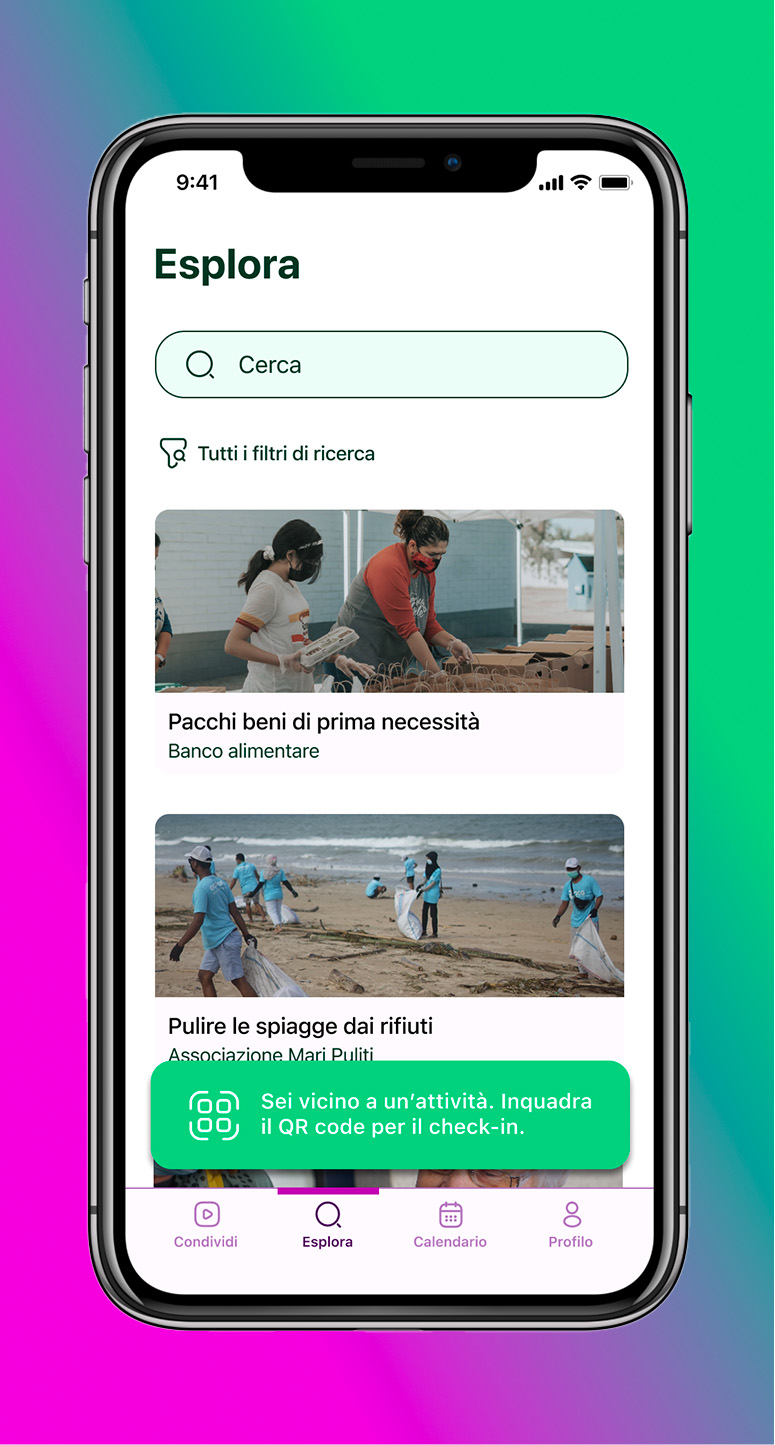 9:41
Esplora
Cerca
Tutti i filtri di ricerca
Pacchi beni di prima necessità
Banco alimentare
Pulire le spiagge dai rifiuti
Associazione Mari Puliti
Sei vicino a un’attività. Inquadra
il QR code per il check-in.
Condividi
Esplora
Calendario
Profilo